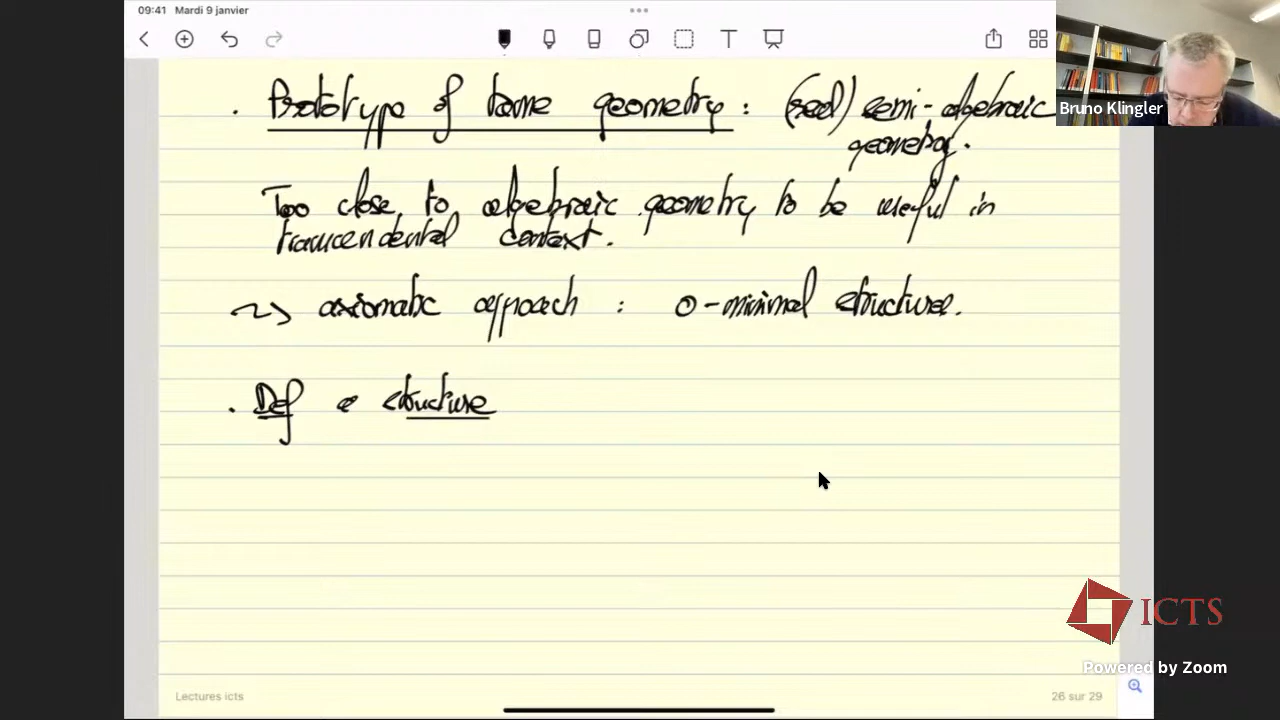 09:41 Mardi 9 janvier
Bruno Klingler
. Prototype of tame geometry : (real) semi-algebraic
geometry.
Too close to algebraic geometry to be useful in
transcendental context.
~> axiomatic approach : o-minimal structure.
. Def • structure
ICTS
Powered by Zoom
Lectures icts
26 sur 29